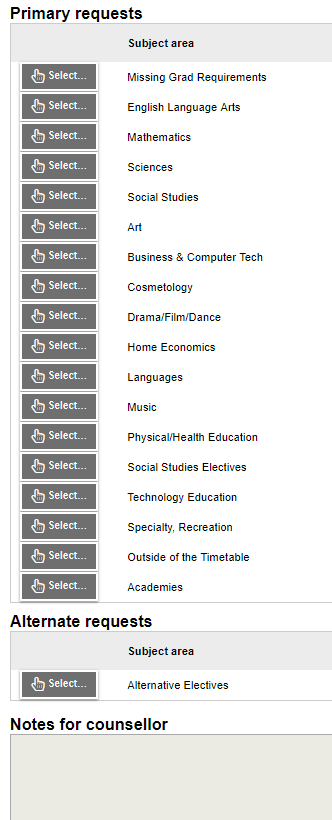 Primary requests
Subject area
Select... Missing Grad Requirements
Select... English Language Arts
Select... Mathematics
Select... Sciences
Select... Social Studies
Select... Art
Select... Business & Computer Tech
Select... Cosmetology
Select... Drama/Film/Dance
Select... Home Economics
Select... Languages
Select... Music
Select... Physical/Health Education
Select... Social Studies Electives
Select... Technology Education
Select... Specialty, Recreation
Select... Outside of the Timetable
Select... Academies
Alternate requests
Subject area
Select... Alternative Electives
Notes for counsellor